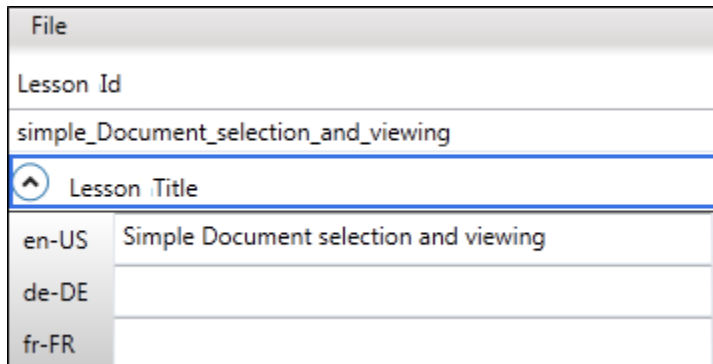 File
Lesson Id
simple_Document_selection_and_viewing
Lesson Title
en-US Simple Document selection and viewing
de-DE
fr-FR